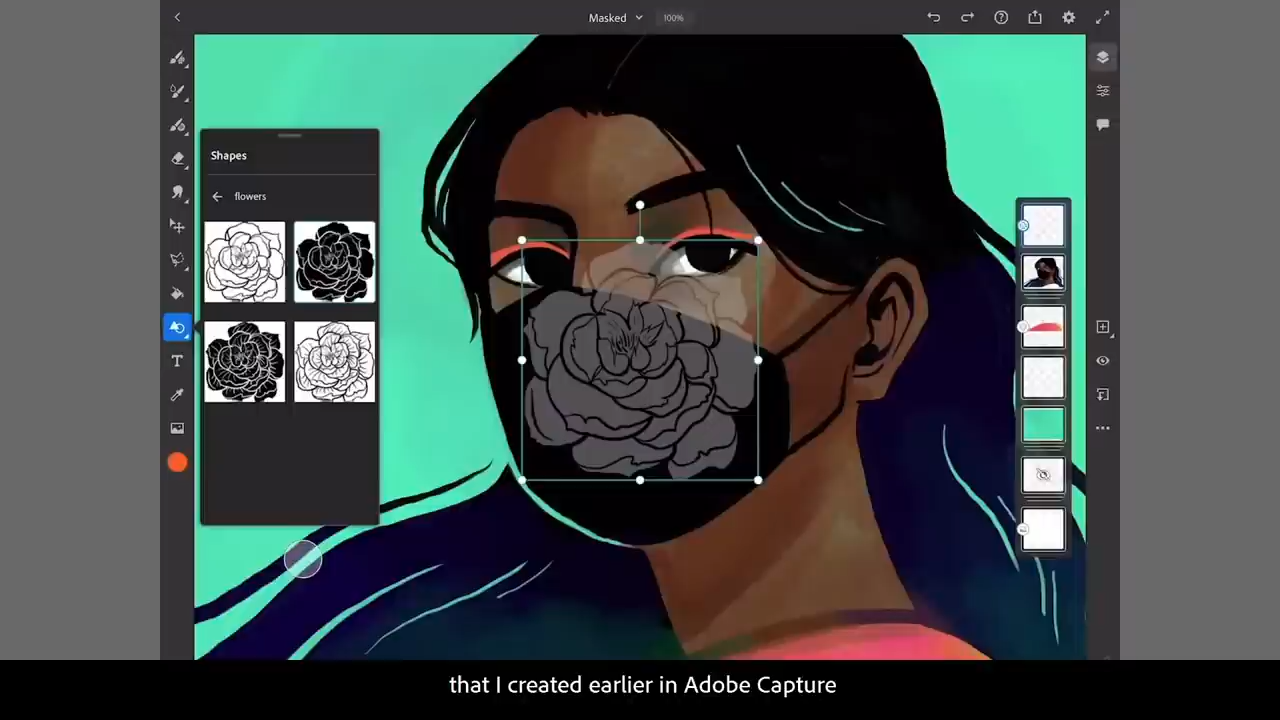 Masked
100%
Shapes
flowers
T
that I created earlier in Adobe Capture